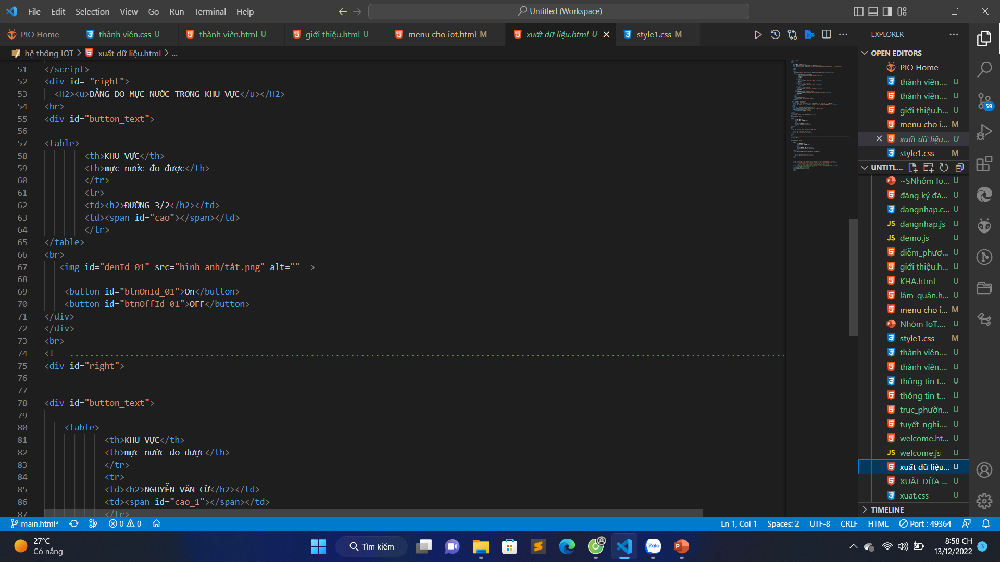 File Edit Selection View Go Run Terminal Help
Untitled (Workspace)
PIO Home
thành viên.css U
thành viên.html U
giới thiệu.html U
menu cho iot.html M
xuất dữ liệu.html U
style1.css M
hệ thống IOT > xuất dữ liệu.html > ...
51 </script>
52 <div id= "right">
53 <H2><u>BẢNG ĐO MỰC NƯỚC TRONG KHU VỰC</u></H2>
54 <br>
55 <div id="button_text">
56
57 <table>
58 <th>KHU VỰC</th>
59 <th>mực nước đo được</th>
60 </tr>
61 <tr>
62 <td><h2>ĐƯỜNG 3/2</h2></td>
63 <td><span id="cao"></span></td>
64 </tr>
65 </table>
66 <br>
67 <img id="denId_01" src="hinh anh/tắt.png" alt=""  >
68
69 <button id="btnOnId_01">On</button>
70 <button id="btnOffId_01">OFF</button>
71 </div>
72 </div>
73 <br>
74 <!-- ................................................................................................................................................
75 <div id="right">
76
77
78 <div id="button_text">
79
80 <table>
81 <th>KHU VỰC</th>
82 <th>mực nước đo được</th>
83 </tr>
84 <tr>
85 <td><h2>NGUYỄN VĂN CỪ</h2></td>
86 <td><span id="cao_1"></span></td>
87 </tr>
EXPLORER
OPEN EDITORS
PIO Home
thành viên.... U
thành viên.... U
giới thiệu.h... U
menu cho i... M
xuất dữ liệu... U
style1.css M
UNTITL...
~$Nhóm Io... U
đăng ký đă... U
dangnhap.c... U
JS dangnhap.js U
JS demo.js U
diễm_phươ... U
giới thiệu.h... U
KHA.html U
lâm_quân.h... U
menu cho i... M
Nhóm IoT.... U
style1.css M
thành viên.... U
thành viên.... U
thông tin t... U
thông tin t... U
truc_phườn... U
tuyết_nghi.... U
welcome.ht... U
JS welcome.js U
xuất dữ liệu... U
XUÂT DỮA ... U
xuat.css U
TIMELINE
59
main.html* 0 0
Ln 1, Col 1 Spaces: 2 UTF-8 CRLF HTML Port : 49364
27°C
Có nắng
Tìm kiếm
Zalo
8:58 CH
13/12/2022
3